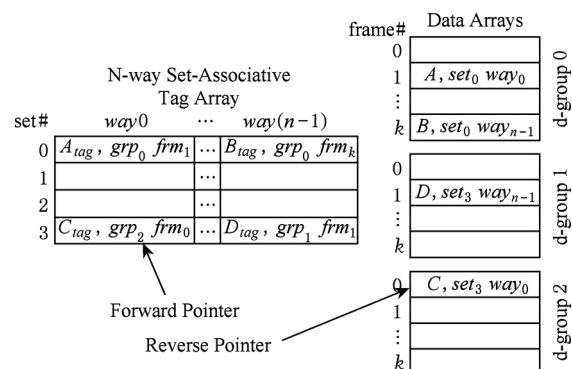 frame# Data Arrays
0
1 A, set0 way0
⋮
k B, set0 wayn−1
d-group 0
0
1 D, set3 wayn−1
⋮
k
d-group 1
0 C, set3 way0
1
⋮
k
d-group 2
N-way Set-Associative
Tag Array
set# way0 ⋯ way(n−1)
0 Atag, grp0 frm1 ⋯ Btag, grp0 frmk
1 ⋯
2 ⋯
3 Ctag, grp2 frm0 ⋯ Dtag, grp1 frm1
Forward Pointer
Reverse Pointer